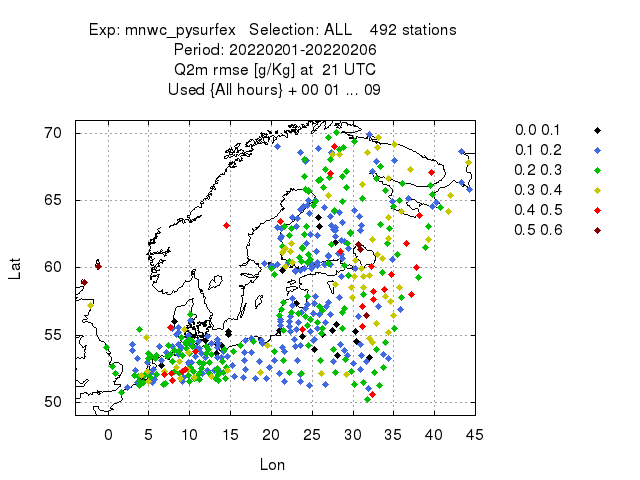 Exp: mnwc_pysurfex   Selection: ALL    492 stations
Period: 20220201-20220206
Q2m rmse [g/Kg] at  21 UTC
Used {All hours} + 00 01 ... 09
70
65
60
55
50
Lat
0 5 10 15 20 25 30 35 40 45
Lon
0.0 0.1
0.1 0.2
0.2 0.3
0.3 0.4
0.4 0.5
0.5 0.6